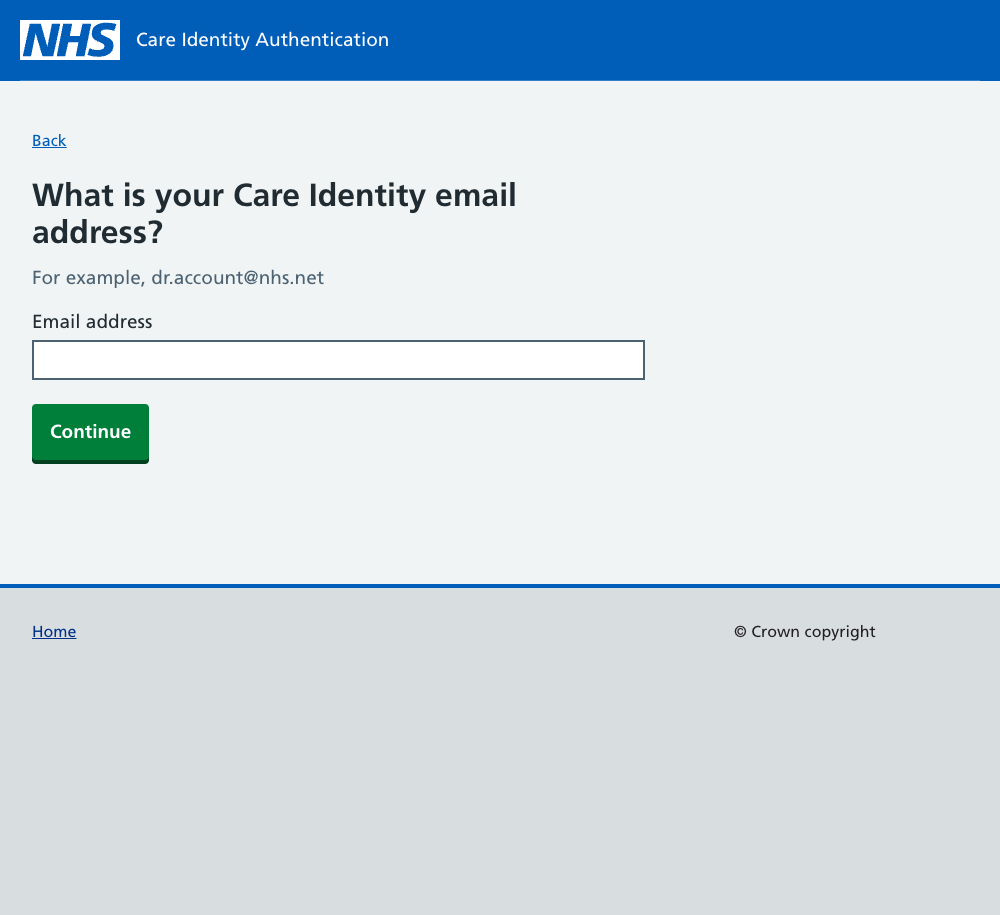 NHS Care Identity Authentication
Back
What is your Care Identity email
address?
For example, dr.account@nhs.net
Email address
Continue
Home
© Crown copyright